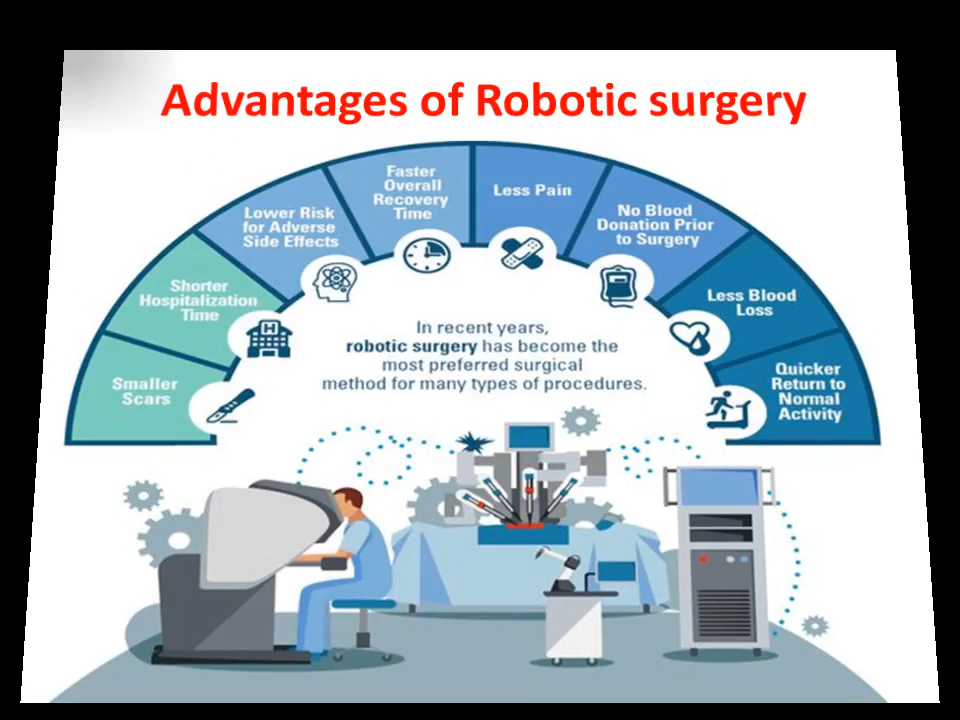 Advantages of Robotic surgery
Smaller
Scars
Shorter
Hospitalization
Time
Lower Risk
for Adverse
Side Effects
Faster
Overall
Recovery
Time
Less Pain
No Blood
Donation Prior
to Surgery
Less Blood
Loss
Quicker
Return to
Normal
Activity
H
In recent years,
robotic surgery has become the
most preferred surgical
method for many types of procedures.